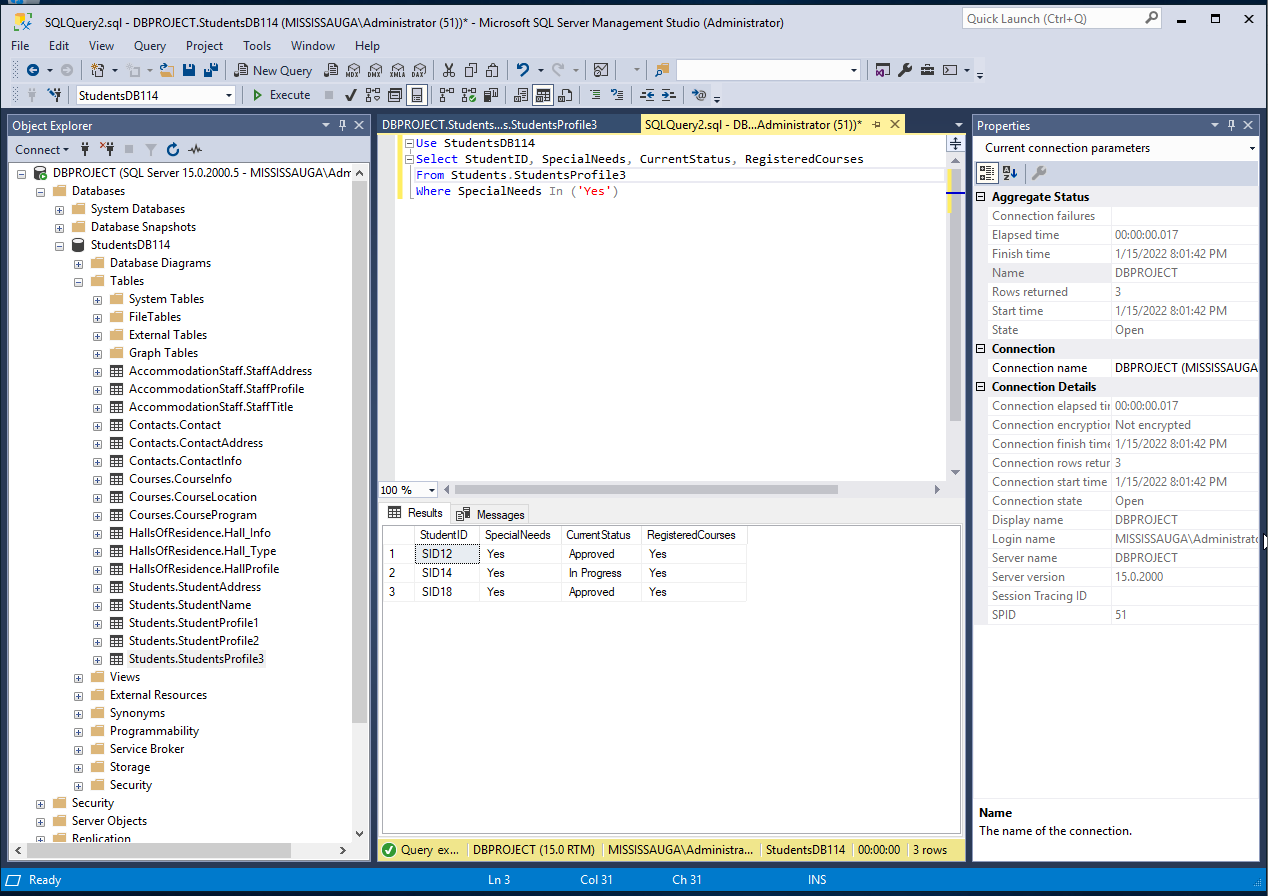 SQLQuery2.sql - DBPROJECT.StudentsDB114 (MISSISSAUGA\Administrator (51))* - Microsoft SQL Server Management Studio (Administrator)
Quick Launch (Ctrl+Q)
File Edit View Query Project Tools Window Help
New Query
MDX DMX XMLA DAX
StudentsDB114
Execute
Object Explorer
Connect
DBPROJECT (SQL Server 15.0.2000.5 - MISSISSAUGA\Adm
Databases
System Databases
Database Snapshots
StudentsDB114
Database Diagrams
Tables
System Tables
FileTables
External Tables
Graph Tables
AccommodationStaff.StaffAddress
AccommodationStaff.StaffProfile
AccommodationStaff.StaffTitle
Contacts.Contact
Contacts.ContactAddress
Contacts.ContactInfo
Courses.CourseInfo
Courses.CourseLocation
Courses.CourseProgram
HallsOfResidence.Hall_Info
HallsOfResidence.Hall_Type
HallsOfResidence.HallProfile
Students.StudentAddress
Students.StudentName
Students.StudentProfile1
Students.StudentProfile2
Students.StudentsProfile3
Views
External Resources
Synonyms
Programmability
Service Broker
Storage
Security
Security
Server Objects
Replication
DBPROJECT.Students...s.StudentsProfile3
SQLQuery2.sql - DB...Administrator (51))*
Use StudentsDB114
Select StudentID, SpecialNeeds, CurrentStatus, RegisteredCourses
From Students.StudentsProfile3
Where SpecialNeeds In ('Yes')
100 %
Results Messages
StudentID SpecialNeeds CurrentStatus RegisteredCourses
1 SID12 Yes Approved Yes
2 SID14 Yes In Progress Yes
3 SID18 Yes Approved Yes
Query ex... DBPROJECT (15.0 RTM) MISSISSAUGA\Administra... StudentsDB114 00:00:00 3 rows
Properties
Current connection parameters
Aggregate Status
Connection failures
Elapsed time 00:00:00.017
Finish time 1/15/2022 8:01:42 PM
Name DBPROJECT
Rows returned 3
Start time 1/15/2022 8:01:42 PM
State Open
Connection
Connection name DBPROJECT (MISSISSAUGA
Connection Details
Connection elapsed tir 00:00:00.017
Connection encryption Not encrypted
Connection finish time 1/15/2022 8:01:42 PM
Connection rows retur 3
Connection start time 1/15/2022 8:01:42 PM
Connection state Open
Display name DBPROJECT
Login name MISSISSAUGA\Administrato
Server name DBPROJECT
Server version 15.0.2000
Session Tracing ID
SPID 51
Name
The name of the connection.
Ready Ln 3 Col 31 Ch 31 INS